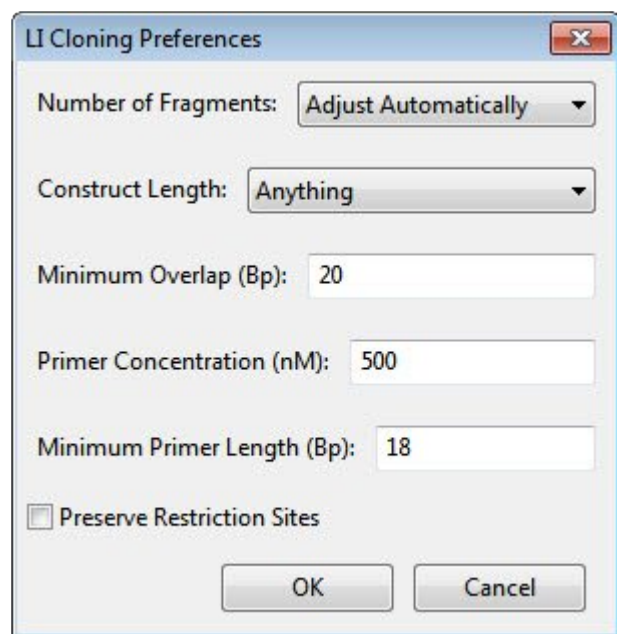 LI Cloning Preferences
Number of Fragments: Adjust Automatically
Construct Length: Anything
Minimum Overlap (Bp): 20
Primer Concentration (nM): 500
Minimum Primer Length (Bp): 18
Preserve Restriction Sites
OK Cancel